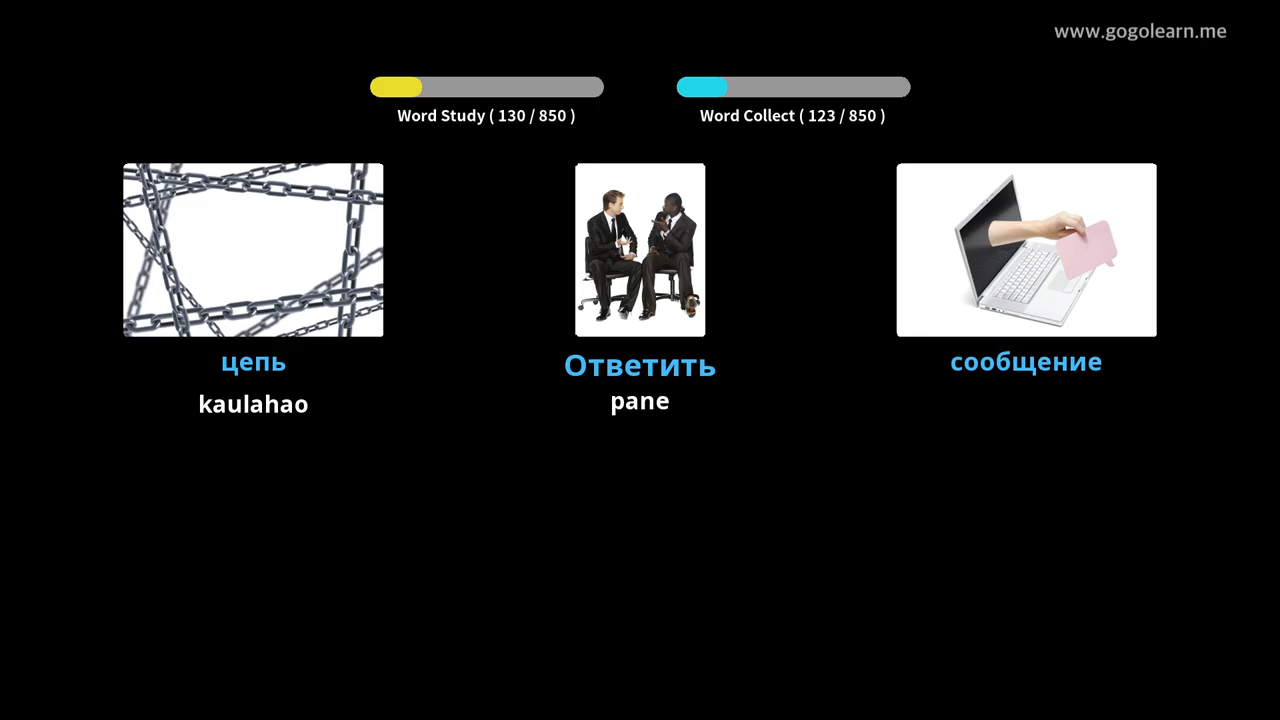 www.gogolearn.me
Word Study ( 130 / 850 )
Word Collect ( 123 / 850 )
цепь
Ответить
сообщение
kaulahao
pane